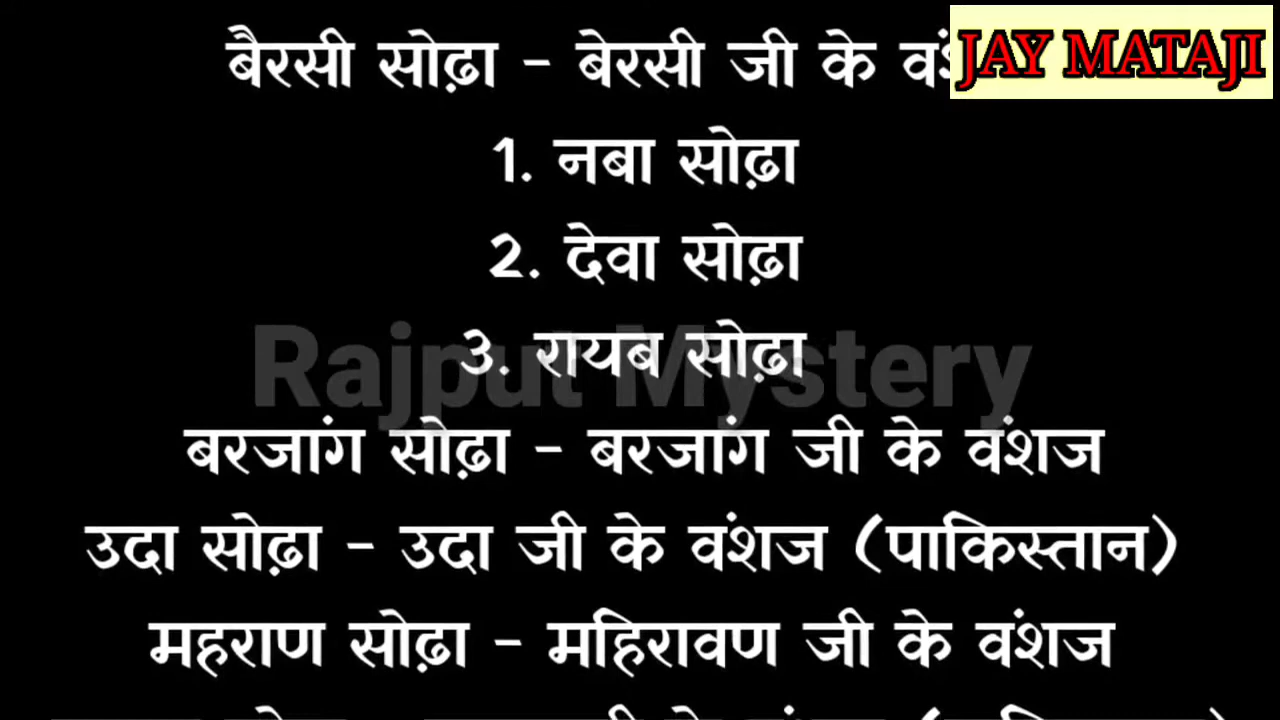 बैरसी सोढ़ा - बेरसी जी के
JAY MATAJI
1. नबा सोढ़ा
2. देवा सोढ़ा
3. रायब सोढ़ा
Rajput Mystery
बरजांग सोढ़ा - बरजांग जी के वंशज
उदा सोढ़ा - उदा जी के वंशज (पाकिस्तान)
महराण सोढ़ा - महिरावण जी के वंशज